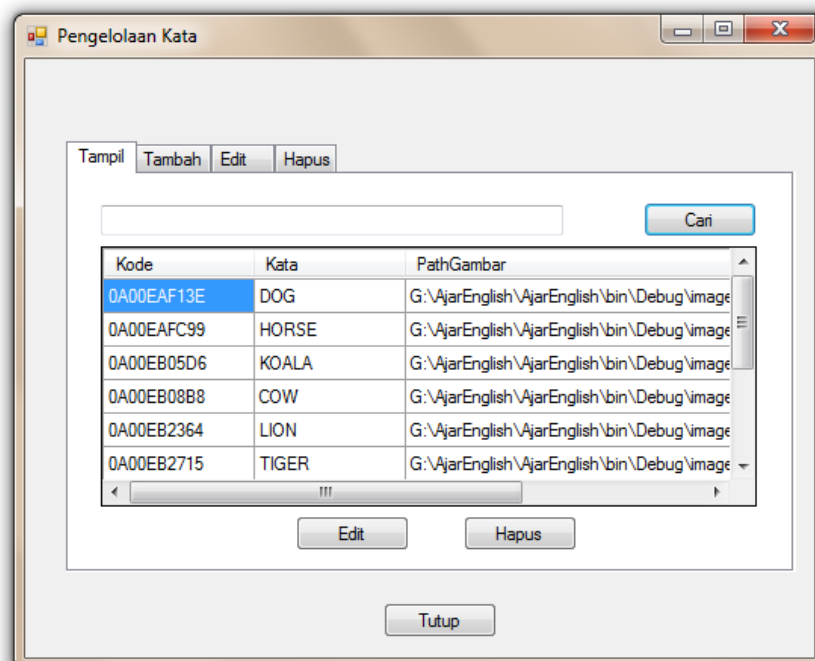 Pengelolaan Kata
Tampil Tambah Edit Hapus
Cari
Kode Kata PathGambar
0A00EAF13E DOG G:\AjarEnglish\AjarEnglish\bin\Debug\image
0A00EAFC99 HORSE G:\AjarEnglish\AjarEnglish\bin\Debug\image
0A00EB05D6 KOALA G:\AjarEnglish\AjarEnglish\bin\Debug\image
0A00EB08B8 COW G:\AjarEnglish\AjarEnglish\bin\Debug\image
0A00EB2364 LION G:\AjarEnglish\AjarEnglish\bin\Debug\image
0A00EB2715 TIGER G:\AjarEnglish\AjarEnglish\bin\Debug\image
Edit Hapus
Tutup